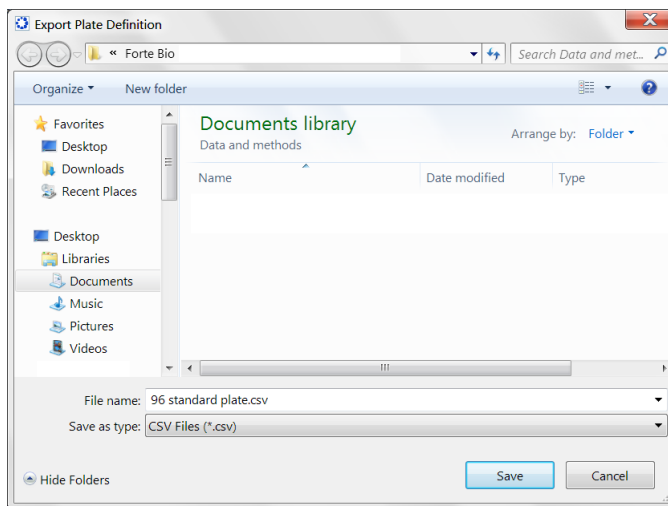 Export Plate Definition
« Forte Bio
Search Data and met...
Organize
New folder
Favorites
Desktop
Downloads
Recent Places
Desktop
Libraries
Documents
Music
Pictures
Videos
Documents library
Data and methods
Arrange by: Folder
Name Date modified Type
File name: 96 standard plate.csv
Save as type: CSV Files (*.csv)
Hide Folders
Save
Cancel